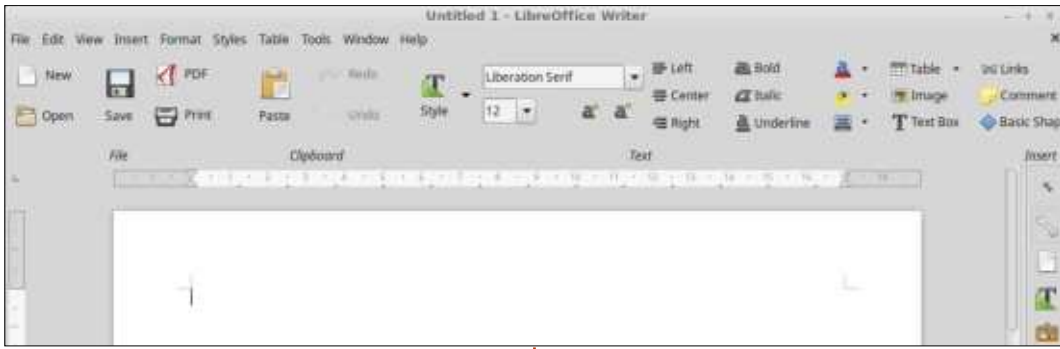 Untitled 1 - LibreOffice Writer
File Edit View Insert Format Styles Table Tools Window Help
New PDF Redo Liberation Serif Left Bold Table Links
Save Paste Style Center Italic Image Comment
Open Print Undo 12 Right Underline Text Box Basic Shap
File Clipboard Text Insert